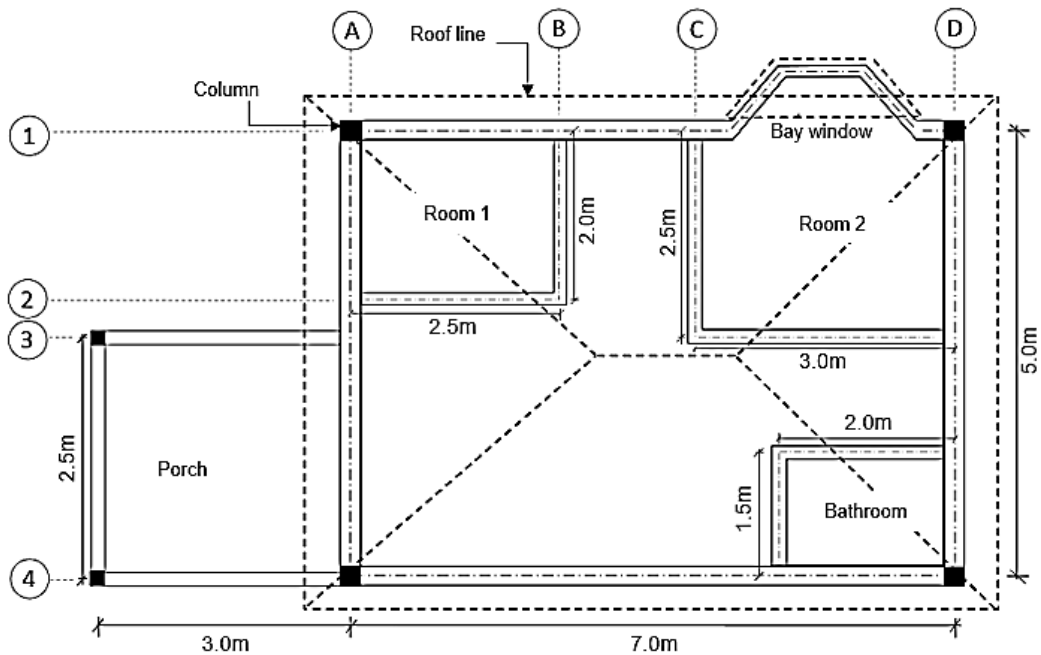 A
B
C
D
Roof line
Column
1
Bay window
Room 1
2.0m
2.5m
Room 2
2
2.5m
3
3.0m
5.0m
2.0m
2.5m
Porch
1.5m
Bathroom
4
3.0m
7.0m